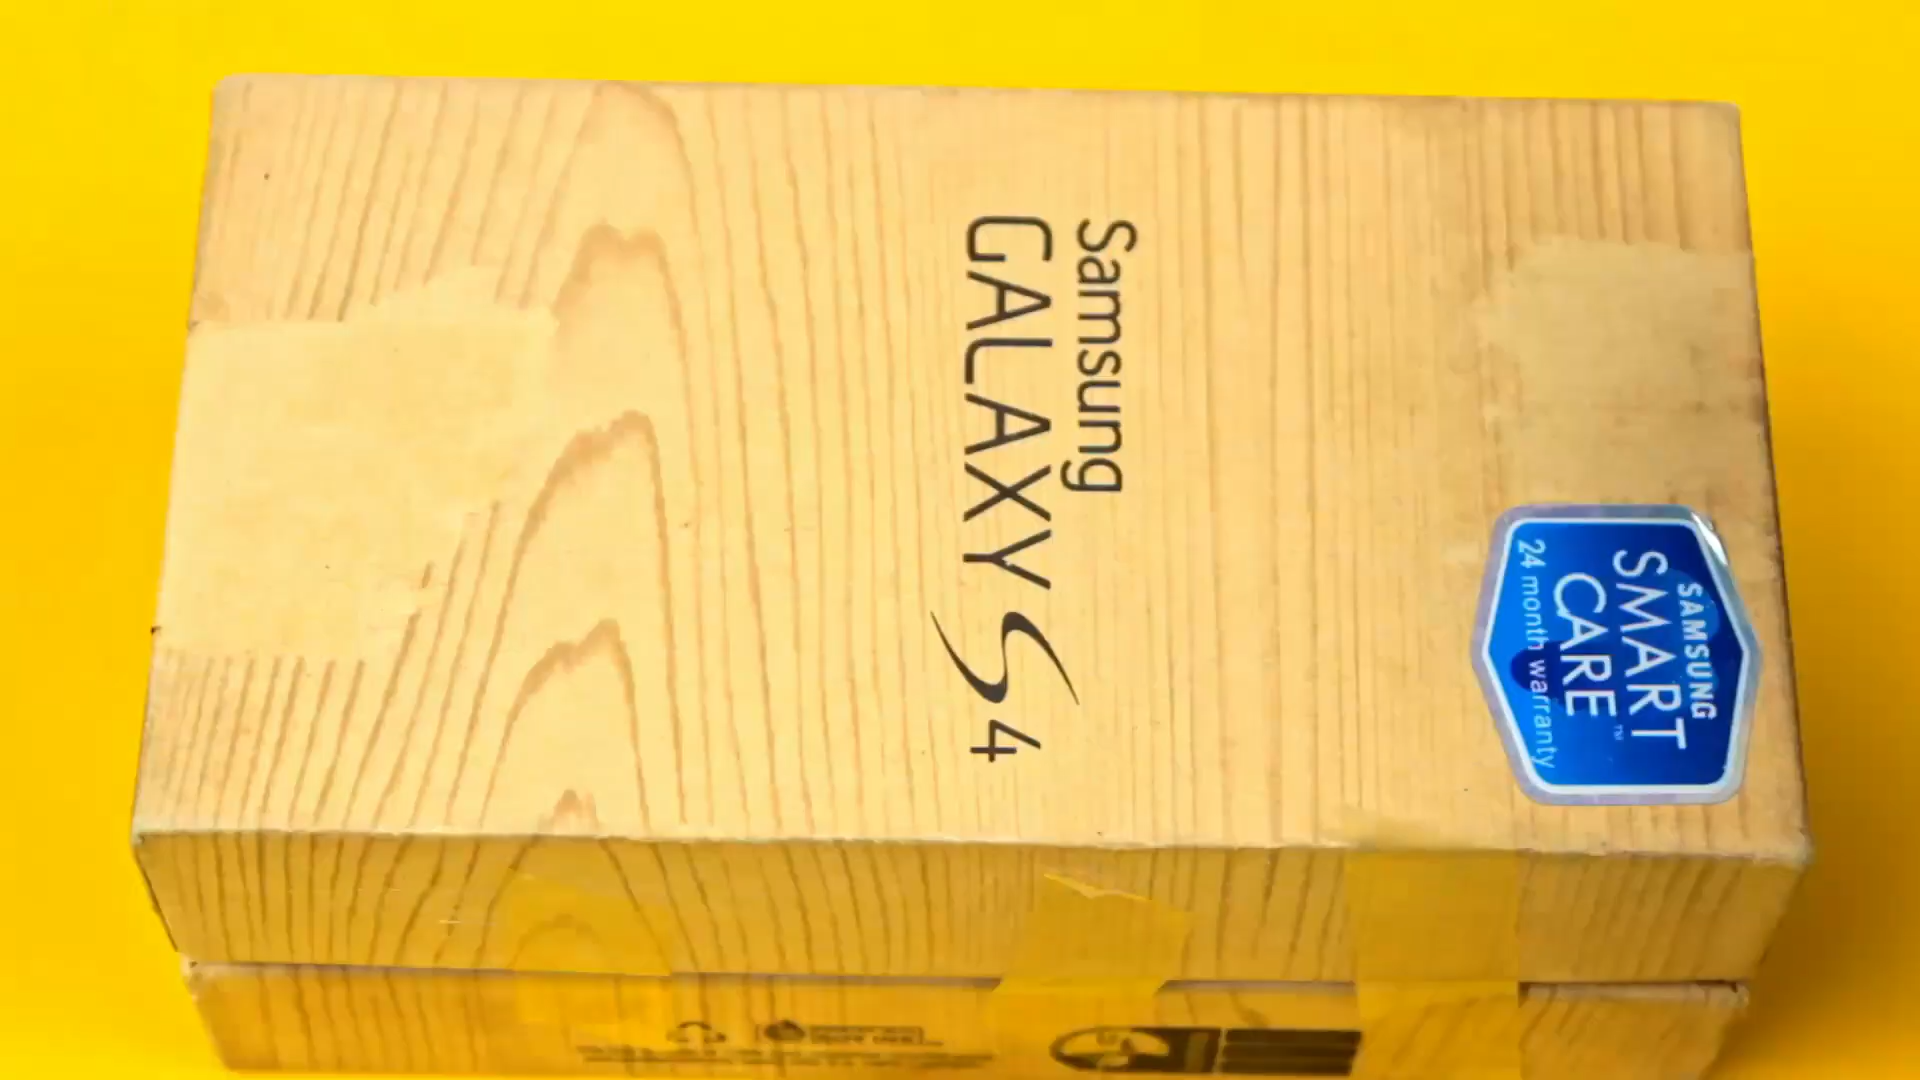 Samsung
GALAXY S4
SAMSUNG
SMART
CARE™
24 month warranty